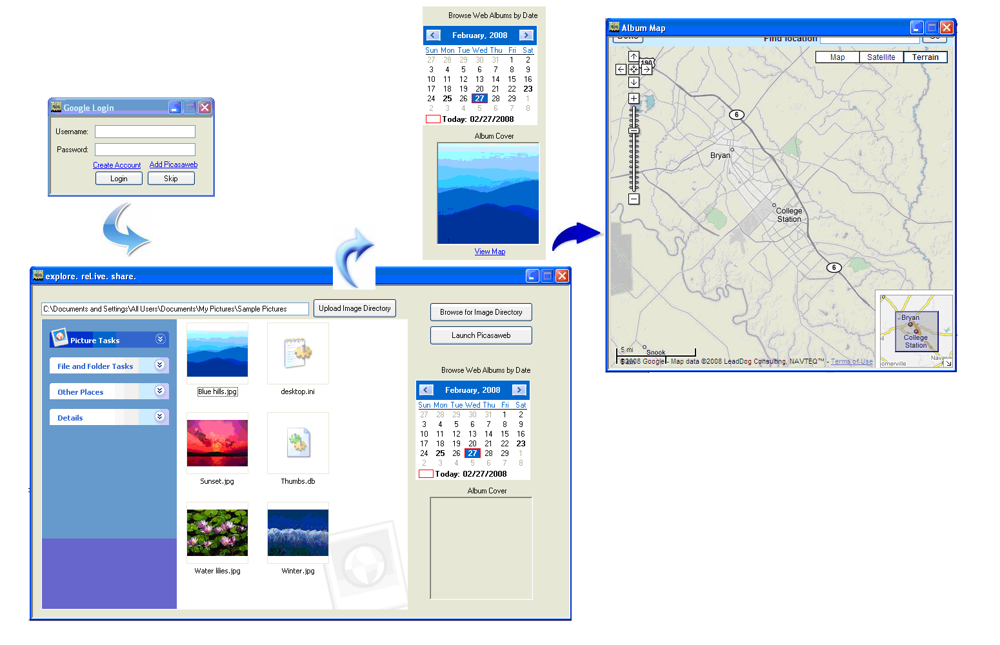 Google Login
Username:
Password:
Create Account Add Picasaweb
Login Skip
Browse Web Albums by Date
February, 2008
Sun Mon Tue Wed Thu Fri Sat
27 28 29 30 31 1 2
3 4 5 6 7 8 9
10 11 12 13 14 15 16
17 18 19 20 21 22 23
24 25 26 27 28 29 1
2 3 4 5 6 7 8
Today: 02/27/2008
Album Cover
View Map
Album Map
Done Find location Go
190
Map Satellite Terrain
6
Bryan
College
Station
6
5 mi
Snook
©2008 Google - Map data ©2008 LeadDog Consulting, NAVTEQ™ - Terms of Use
Bryan
College
Station
explore. reLive. share.
C:\Documents and Settings\All Users\Documents\My Pictures\Sample Pictures
Upload Image Directory
Picture Tasks
File and Folder Tasks
Other Places
Details
Blue hills.jpg desktop.ini
Sunset.jpg Thumbs.db
Water lilies.jpg Winter.jpg
Browse for Image Directory
Launch Picasaweb
Browse Web Albums by Date
February, 2008
Sun Mon Tue Wed Thu Fri Sat
27 28 29 30 31 1 2
3 4 5 6 7 8 9
10 11 12 13 14 15 16
17 18 19 20 21 22 23
24 25 26 27 28 29 1
2 3 4 5 6 7 8
Today: 02/27/2008
Album Cover